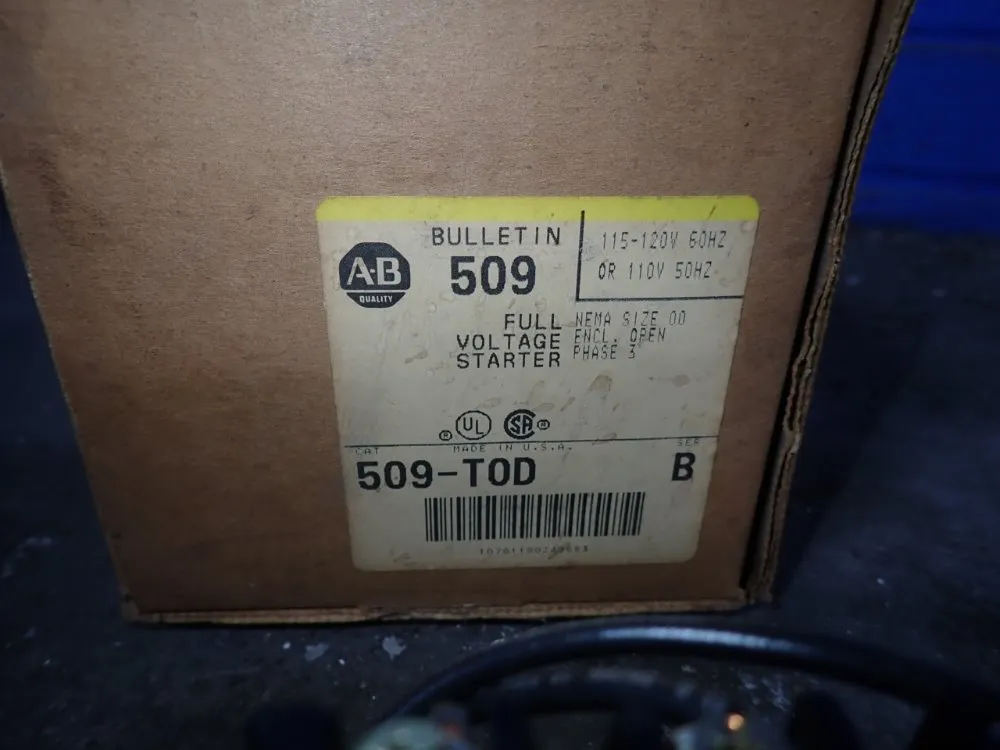 BULLETIN
509
115-120V 60HZ
OR 110V 50HZ
A-B
QUALITY
FULL
VOLTAGE
STARTER
NEMA SIZE 00
ENCL. OPEN
PHASE 3
® UL SA ®
CAT
MADE IN U.S.A.
SER
509-TOD
B